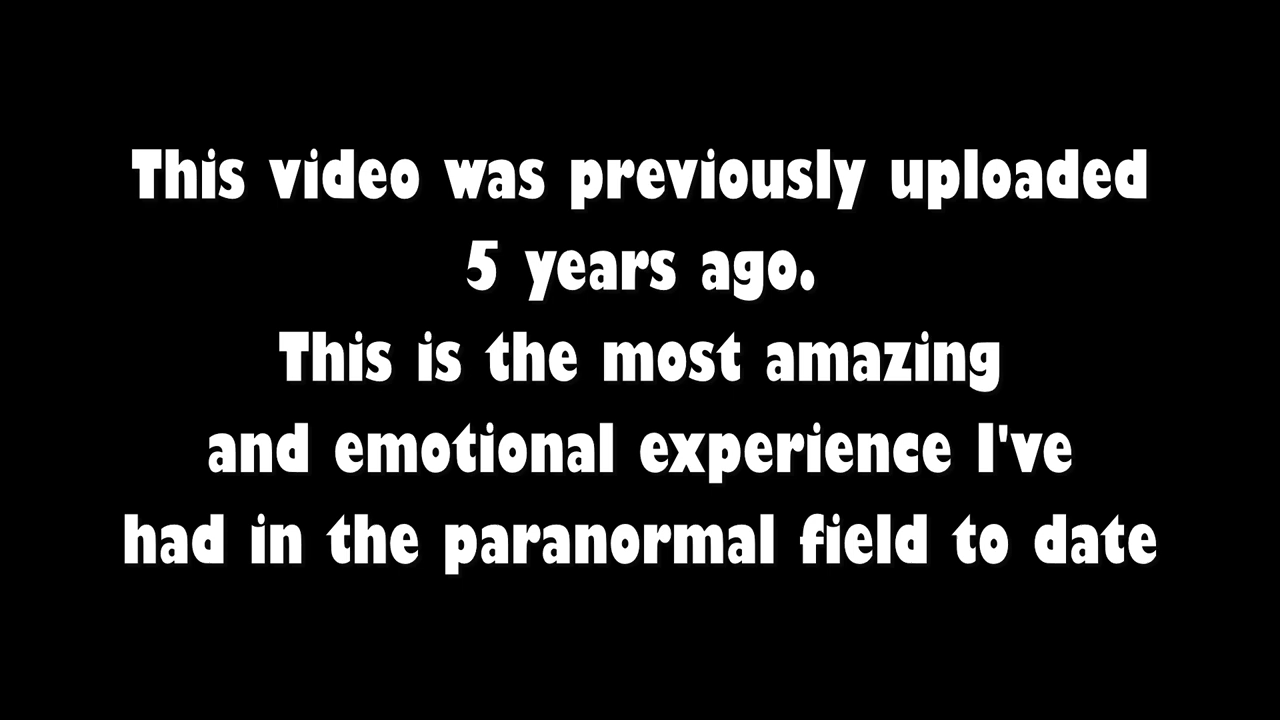 This video was previously uploaded
5 years ago.
This is the most amazing
and emotional experience I've
had in the paranormal field to date